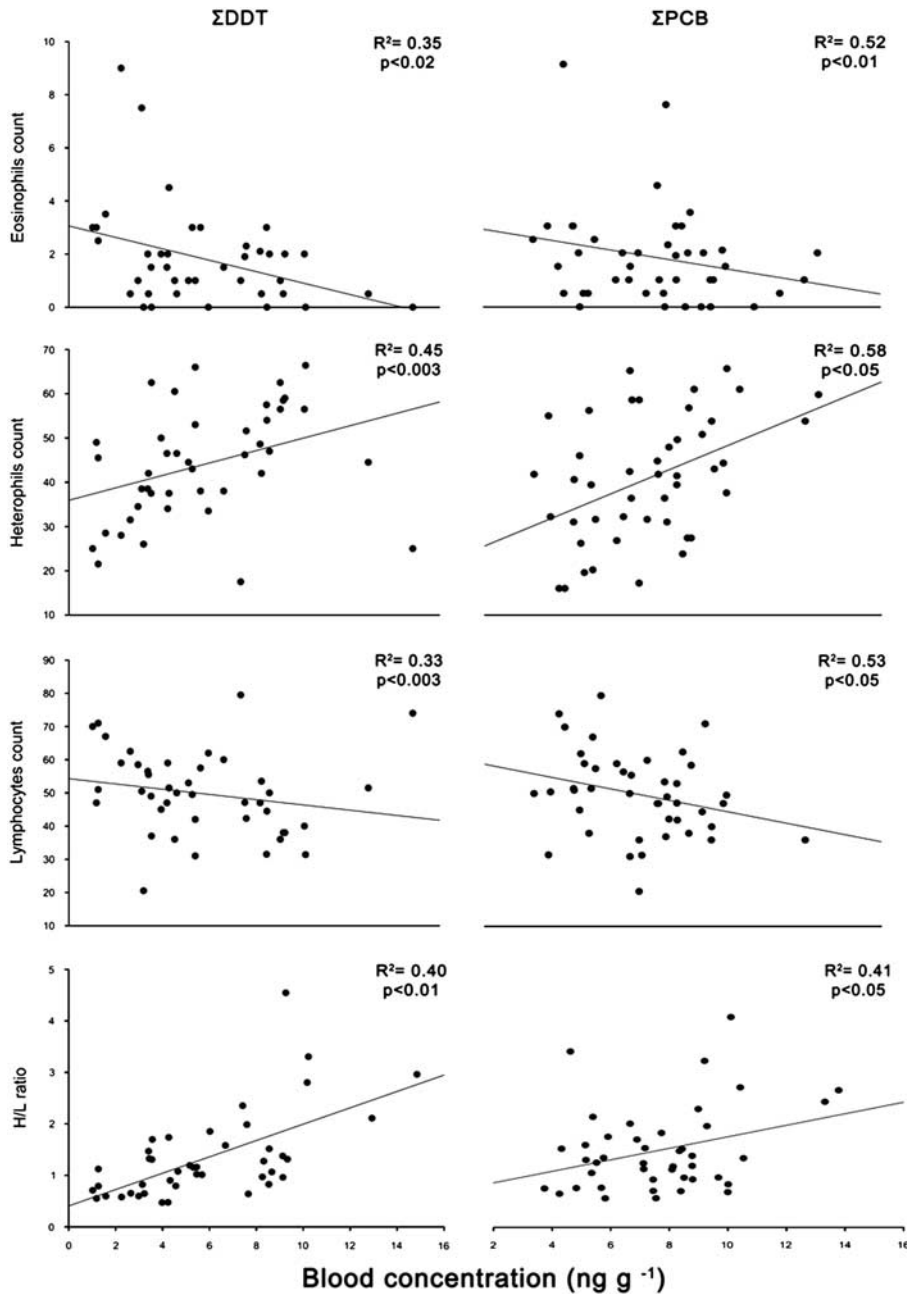 ΣDDT ΣPCB
R²= 0.35
p<0.02
R²= 0.52
p<0.01
Eosinophils count
10
8
6
4
2
0
R²= 0.45
p<0.003
R²= 0.58
p<0.05
Heterophils count
70
60
50
40
30
20
10
R²= 0.33
p<0.003
R²= 0.53
p<0.05
Lymphocytes count
90
80
70
60
50
40
30
20
10
R²= 0.40
p<0.01
R²= 0.41
p<0.05
H/L ratio
5
4
3
2
1
0
0 2 4 6 8 10 12 14 16
2 4 6 8 10 12 14 16
Blood concentration (ng g ⁻¹)